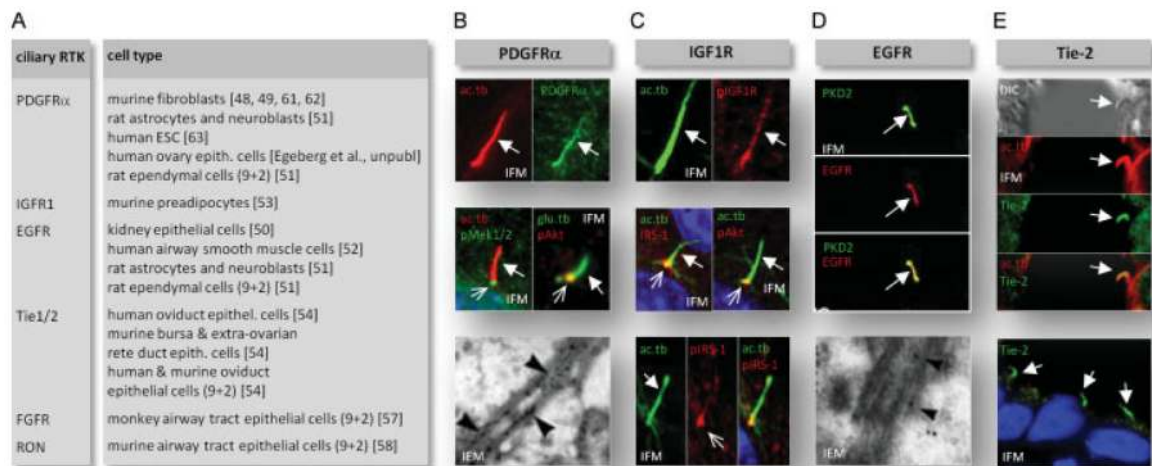 A
ciliary RTK
cell type
PDGFRα
murine fibroblasts [48, 49, 61, 62]
rat astrocytes and neuroblasts [51]
human ESC [63]
human ovary epith. cells [Egeberg et al., unpubl]
rat ependymal cells (9+2) [51]
IGFR1
murine preadipocytes [53]
EGFR
kidney epithelial cells [50]
human airway smooth muscle cells [52]
rat astrocytes and neuroblasts [51]
rat ependymal cells (9+2) [51]
Tie1/2
human oviduct epithel. cells [54]
murine bursa & extra-ovarian
rete duct epith. cells [54]
human & murine oviduct
epithelial cells (9+2) [54]
FGFR
monkey airway tract epithelial cells (9+2) [57]
RON
murine airway tract epithelial cells (9+2) [58]
B
PDGFRα
ac.tb
PDGFRα
IFM
ac.tb
pMek1/2
IFM
glu.tb
pAkt
IFM
IEM
C
IGF1R
ac.tb
pIGF1R
IFM
ac.tb
IRS-1
ac.tb
pAkt
IFM
ac.tb
pIRS-1
ac.tb
pIRS-1
IFM
D
EGFR
PKD2
IFM
EGFR
PKD2
EGFR
IEM
E
Tie-2
DIC
ac.tb
IFM
Tie-2
ac.tb
Tie-2
Tie-2
IFM